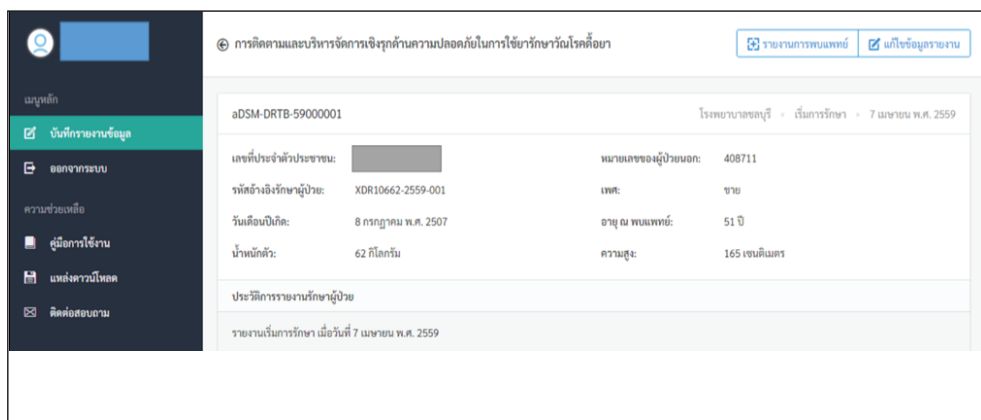 การติดตามและบริหารจัดการเชิงรุกด้านความปลอดภัยในการใช้ยารักษาวัณโรคดื้อยา
รายงานการพบแพทย์
แก้ไขข้อมูลรายงาน
เมนูหลัก
บันทึกรายงานข้อมูล
ออกจากระบบ
ความช่วยเหลือ
คู่มือการใช้งาน
แหล่งดาวน์โหลด
ติดต่อสอบถาม
aDSM-DRTB-59000001
โรงพยาบาลชลบุรี เริ่มการรักษา 7 เมษายน พ.ศ. 2559
เลขที่ประจำตัวประชาชน:
หมายเลขของผู้ป่วยนอก: 408711
รหัสอ้างอิงรักษาผู้ป่วย: XDR10662-2559-001
เพศ: ชาย
วันเดือนปีเกิด: 8 กรกฎาคม พ.ศ. 2507
อายุ ณ พบแพทย์: 51 ปี
น้ำหนักตัว: 62 กิโลกรัม
ความสูง: 165 เซนติเมตร
ประวัติการรายงานรักษาผู้ป่วย
รายงานเริ่มการรักษา เมื่อวันที่ 7 เมษายน พ.ศ. 2559